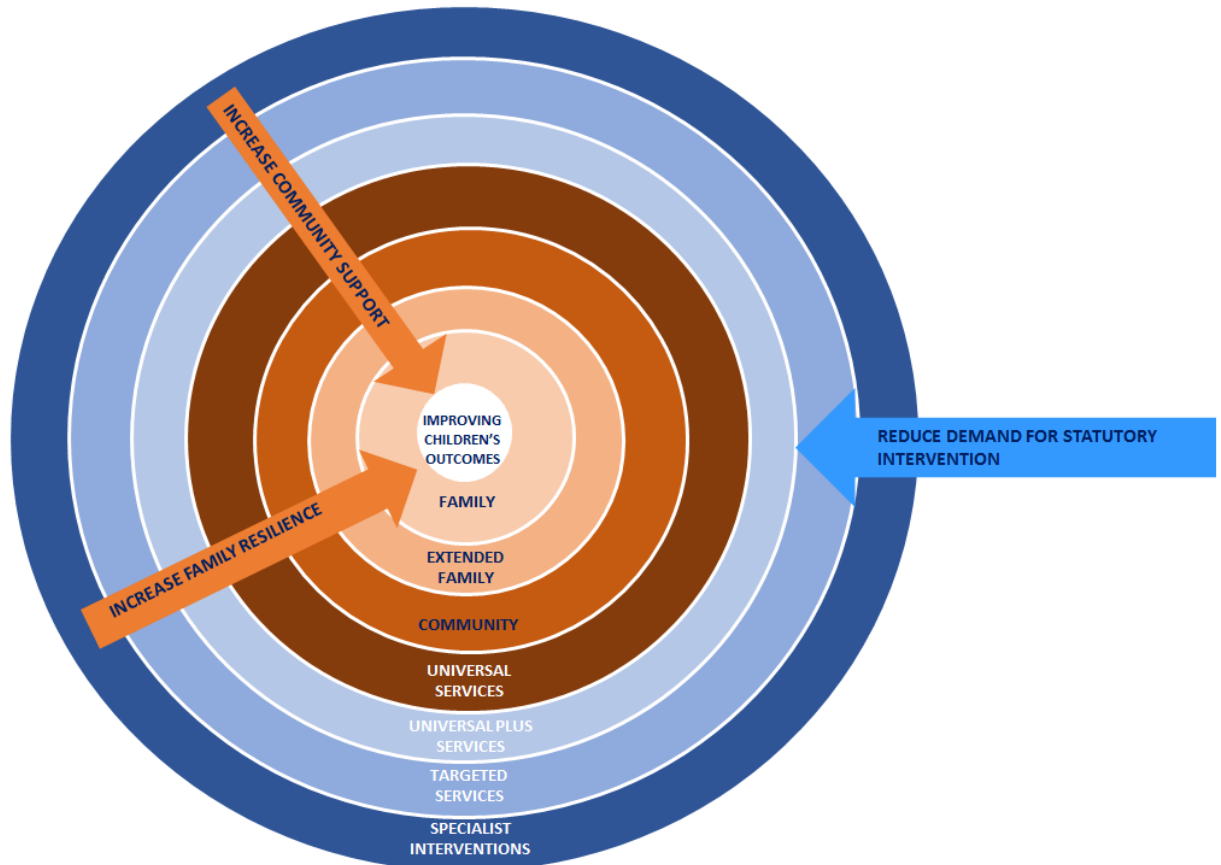 INCREASE COMMUNITY SUPPORT
IMPROVING
CHILDREN'S
OUTCOMES
REDUCE DEMAND FOR STATUTORY
INTERVENTION
FAMILY
INCREASE FAMILY RESILIENCE
EXTENDED
FAMILY
COMMUNITY
UNIVERSAL
SERVICES
UNIVERSAL PLUS
SERVICES
TARGETED
SERVICES
SPECIALIST
INTERVENTIONS